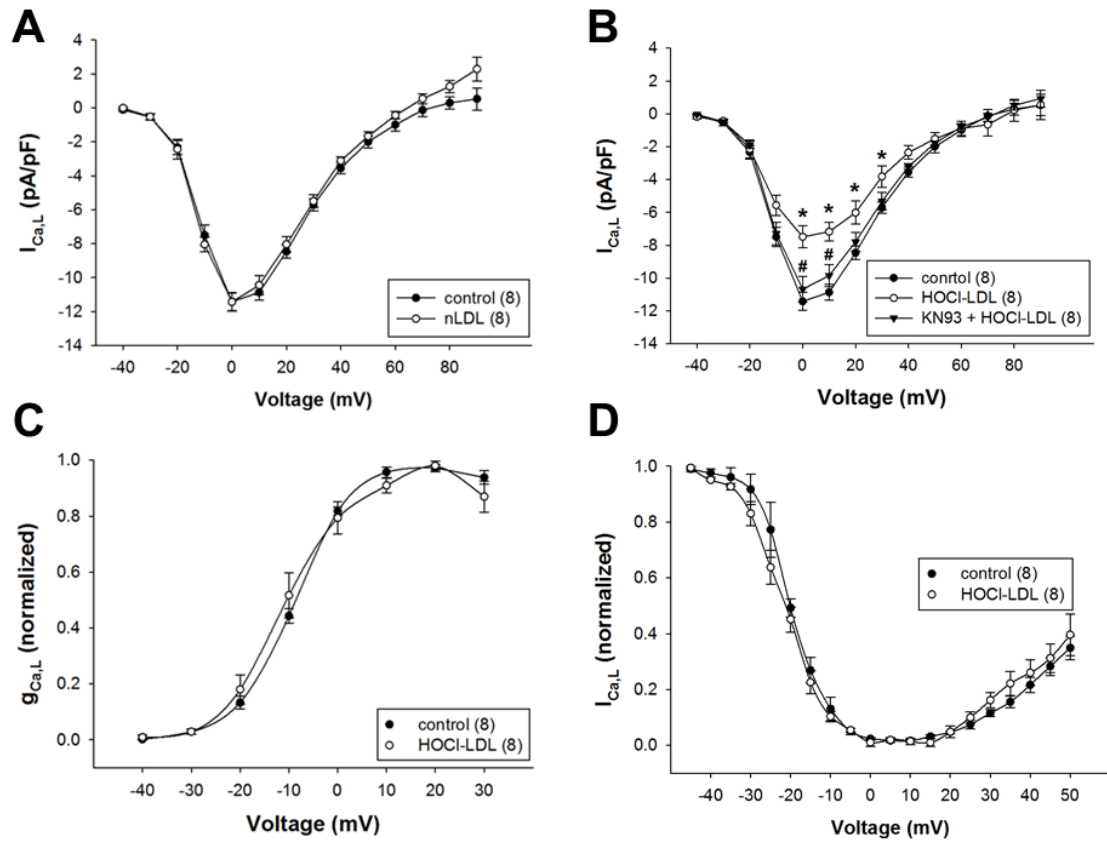 A
4
2
0
-2
-4
-6
-8
-10
-12
-14
I Ca,L (pA/pF)
control (8)
nLDL (8)
-40 -20 0 20 40 60 80
Voltage (mV)
B
4
2
0
-2
-4
-6
-8
-10
-12
-14
I Ca,L (pA/pF)
* * * *
# #
conrtol (8)
HOCl-LDL (8)
KN93 + HOCl-LDL (8)
-40 -20 0 20 40 60 80
Voltage (mV)
C
1.0
0.8
0.6
0.4
0.2
0.0
g Ca,L (normalized)
control (8)
HOCl-LDL (8)
-40 -30 -20 -10 0 10 20 30
Voltage (mV)
D
1.0
0.8
0.6
0.4
0.2
0.0
I Ca,L (normalized)
control (8)
HOCl-LDL (8)
-40 -30 -20 -10 0 10 20 30 40 50
Voltage (mV)